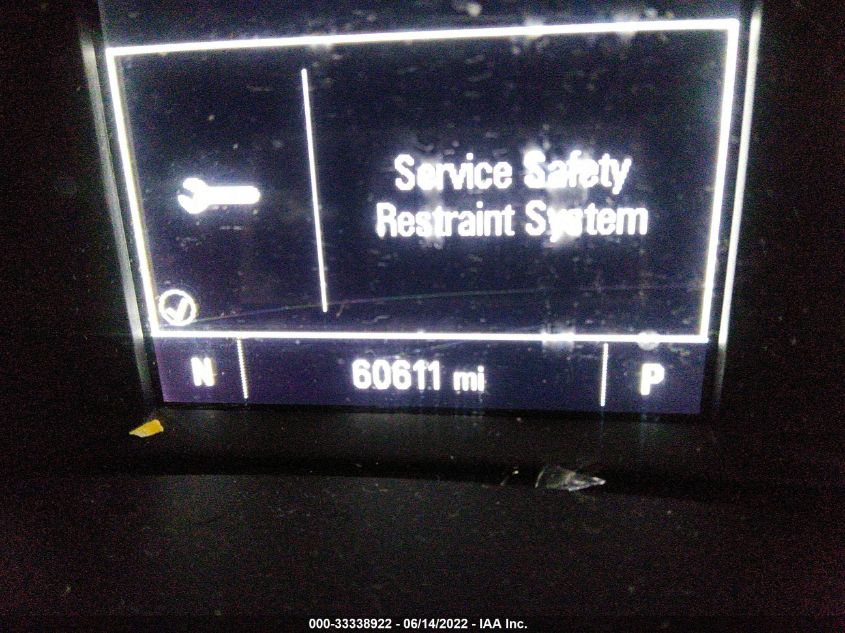 Service Safety
Restraint System
N 60611 mi P
000-33338922 - 06/14/2022 - IAA Inc.